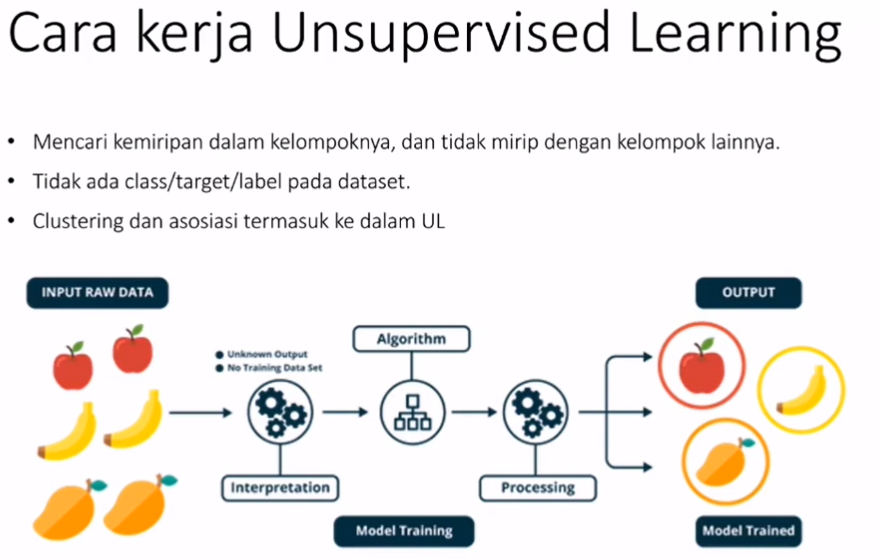 Cara kerja Unsupervised Learning
• Mencari kemiripan dalam kelompoknya, dan tidak mirip dengan kelompok lainnya.
• Tidak ada class/target/label pada dataset.
• Clustering dan asosiasi termasuk ke dalam UL
INPUT RAW DATA
OUTPUT
Algorithm
● Unknown Output
● No Training Data Set
Interpretation
Processing
Model Training
Model Trained